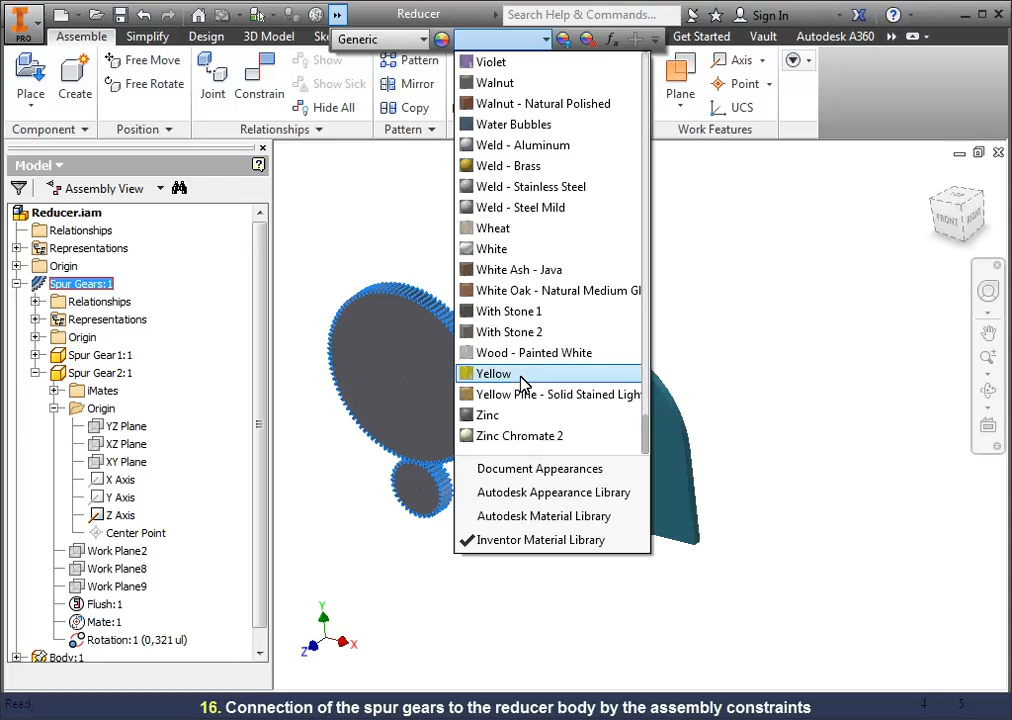 PRO
Reducer
Search Help & Commands...
Sign In
Assemble
Simplify
Design
3D Model
Sk
Generic
Get Started
Vault
Autodesk A360
Place
Create
Free Move
Free Rotate
Joint
Constrain
Show
Show Sick
Hide All
Pattern
Mirror
Copy
Plane
Axis
Point
UCS
Component
Position
Relationships
Pattern
Work Features
Model
Assembly View
Reducer.iam
Relationships
Representations
Origin
Spur Gears:1
Relationships
Representations
Origin
Spur Gear1:1
Spur Gear2:1
iMates
Origin
YZ Plane
XZ Plane
XY Plane
X Axis
Y Axis
Z Axis
Center Point
Work Plane2
Work Plane8
Work Plane9
Flush:1
Mate:1
Rotation:1 (0,321 ul)
Body:1
Violet
Walnut
Walnut - Natural Polished
Water Bubbles
Weld - Aluminum
Weld - Brass
Weld - Stainless Steel
Weld - Steel Mild
Wheat
White
White Ash - Java
White Oak - Natural Medium Gl
With Stone 1
With Stone 2
Wood - Painted White
Yellow
Yellow Pine - Solid Stained Ligh
Zinc
Zinc Chromate 2
Document Appearances
Autodesk Appearance Library
Autodesk Material Library
Inventor Material Library
TOP
FRONT
RIGHT
Y
X
Z
Ready
4 5
16. Connection of the spur gears to the reducer body by the assembly constraints